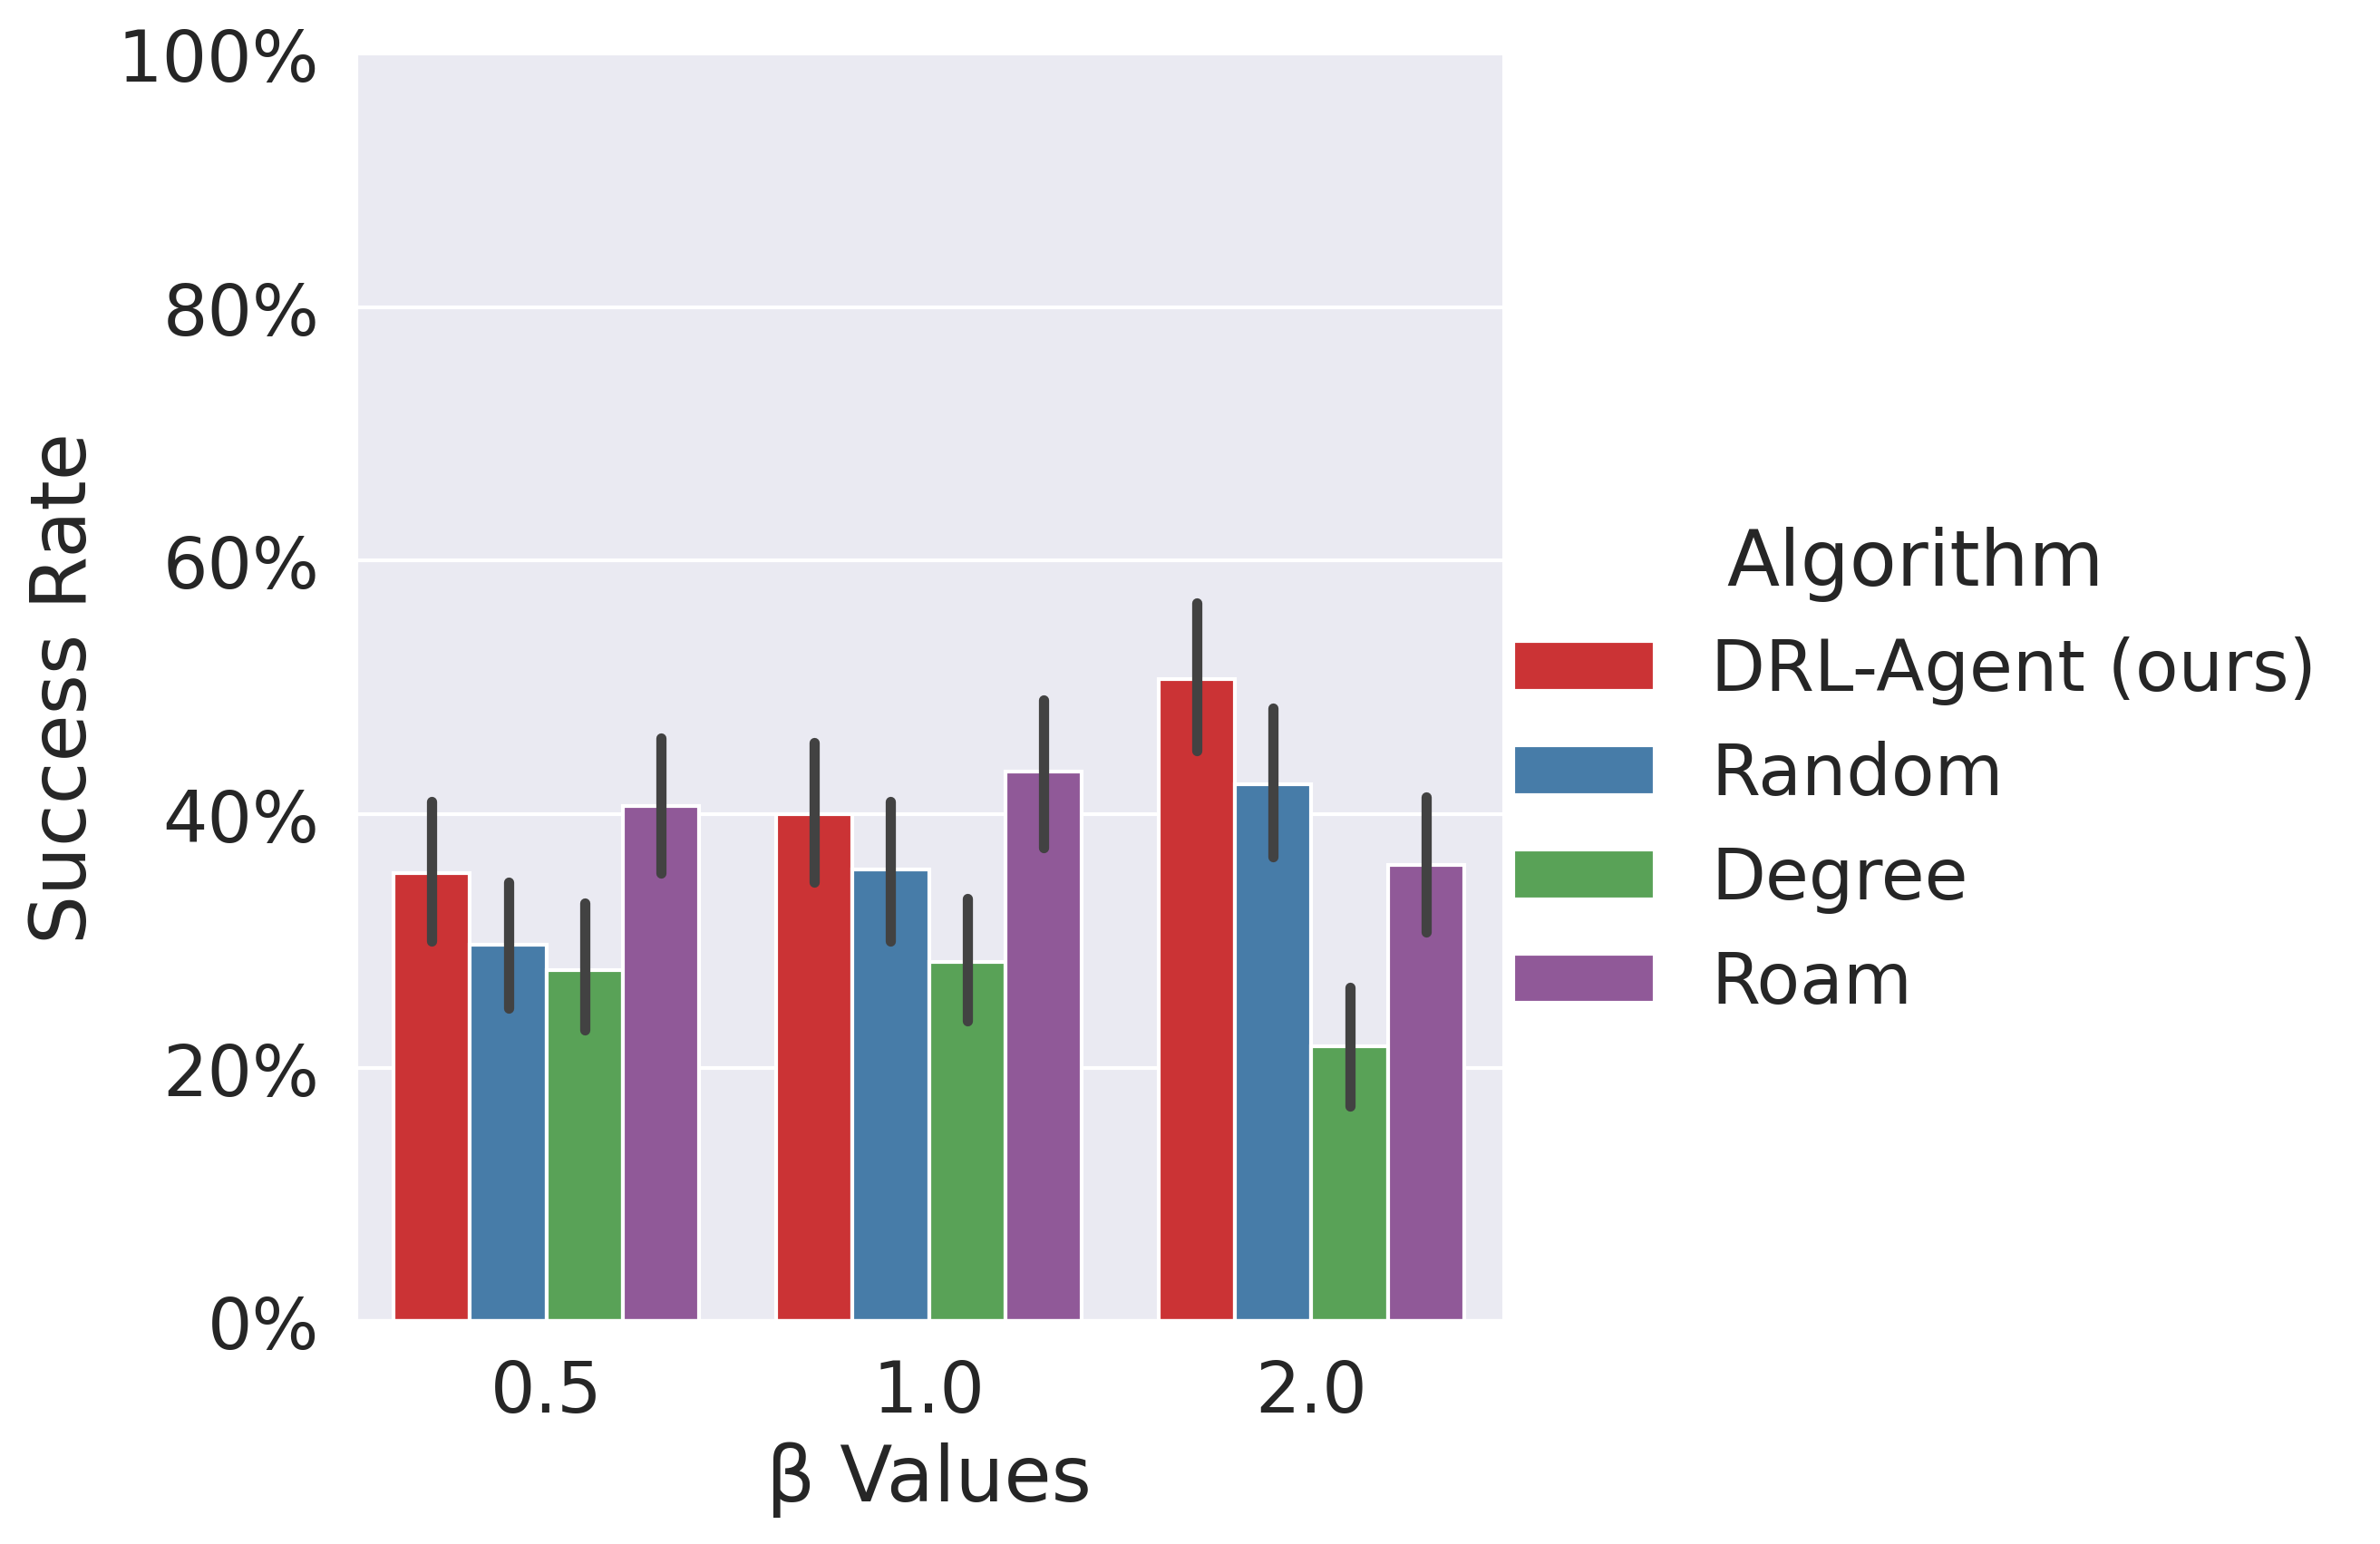 100%
80%
60%
40%
20%
0%
Success Rate
0.5 1.0 2.0
β Values
Algorithm
DRL-Agent (ours)
Random
Degree
Roam